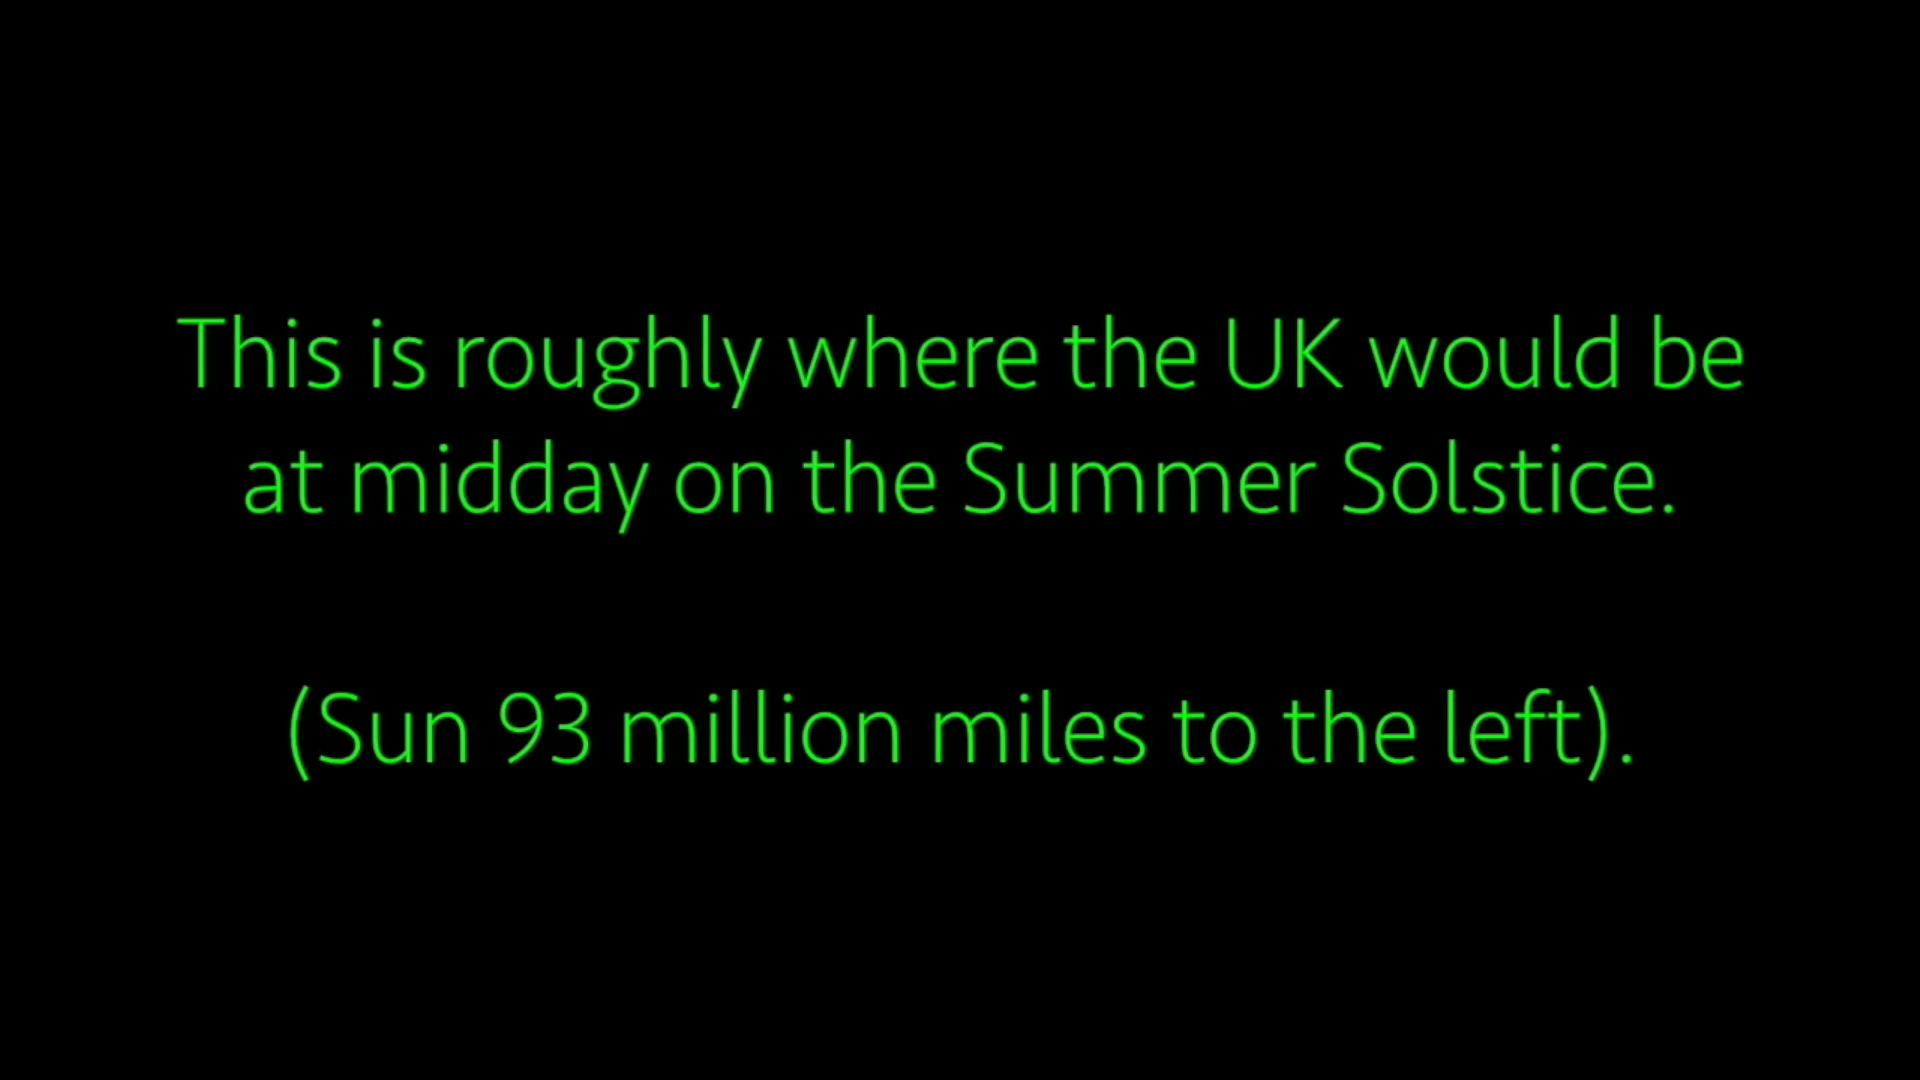 This is roughly where the UK would be
at midday on the Summer Solstice.
(Sun 93 million miles to the left).